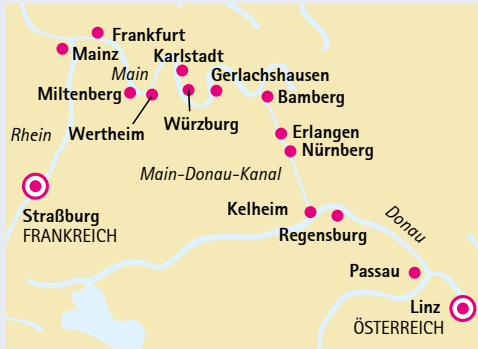 Frankfurt
Mainz
Karlstadt
Main
Gerlachshausen
Miltenberg
Bamberg
Rhein
Wertheim
Würzburg
Erlangen
Nürnberg
Main-Donau-Kanal
Straßburg
FRANKREICH
Kelheim
Donau
Regensburg
Passau
Linz
ÖSTERREICH